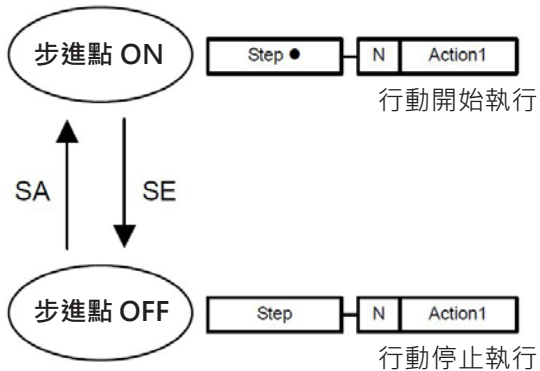 步進點 ON
Step ● N Action1
行動開始執行
SA SE
步進點 OFF
Step N Action1
行動停止執行